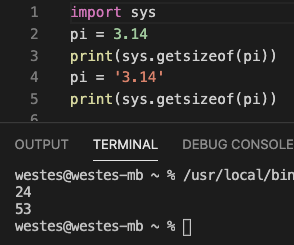 1 import sys
2 pi = 3.14
3 print(sys.getsizeof(pi))
4 pi = '3.14'
5 print(sys.getsizeof(pi))
6
OUTPUT TERMINAL DEBUG CONSOLE
westes@westes-mb ~ % /usr/local/bin
24
53
westes@westes-mb ~ %